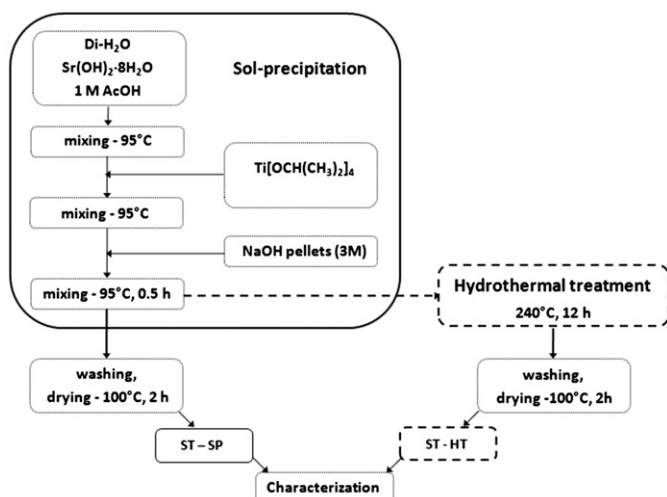 Di-H₂O
Sr(OH)₂·8H₂O
1 M AcOH
Sol-precipitation
mixing - 95°C
Ti[OCH(CH₃)₂]₄
mixing - 95°C
NaOH pellets (3M)
mixing - 95°C, 0.5 h
Hydrothermal treatment
240°C, 12 h
washing,
drying - 100°C, 2 h
washing,
drying -100°C, 2h
ST – SP
ST - HT
Characterization